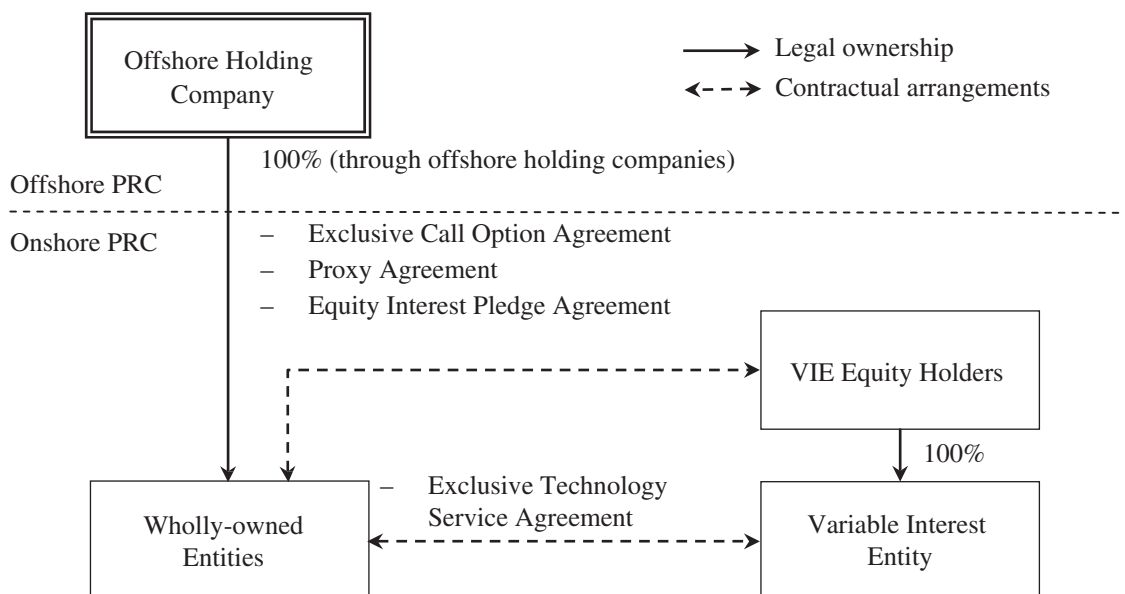 Offshore Holding
Company
Legal ownership
Contractual arrangements
100% (through offshore holding companies)
Offshore PRC
Onshore PRC
– Exclusive Call Option Agreement
– Proxy Agreement
– Equity Interest Pledge Agreement
VIE Equity Holders
100%
– Exclusive Technology
Service Agreement
Wholly-owned
Entities
Variable Interest
Entity